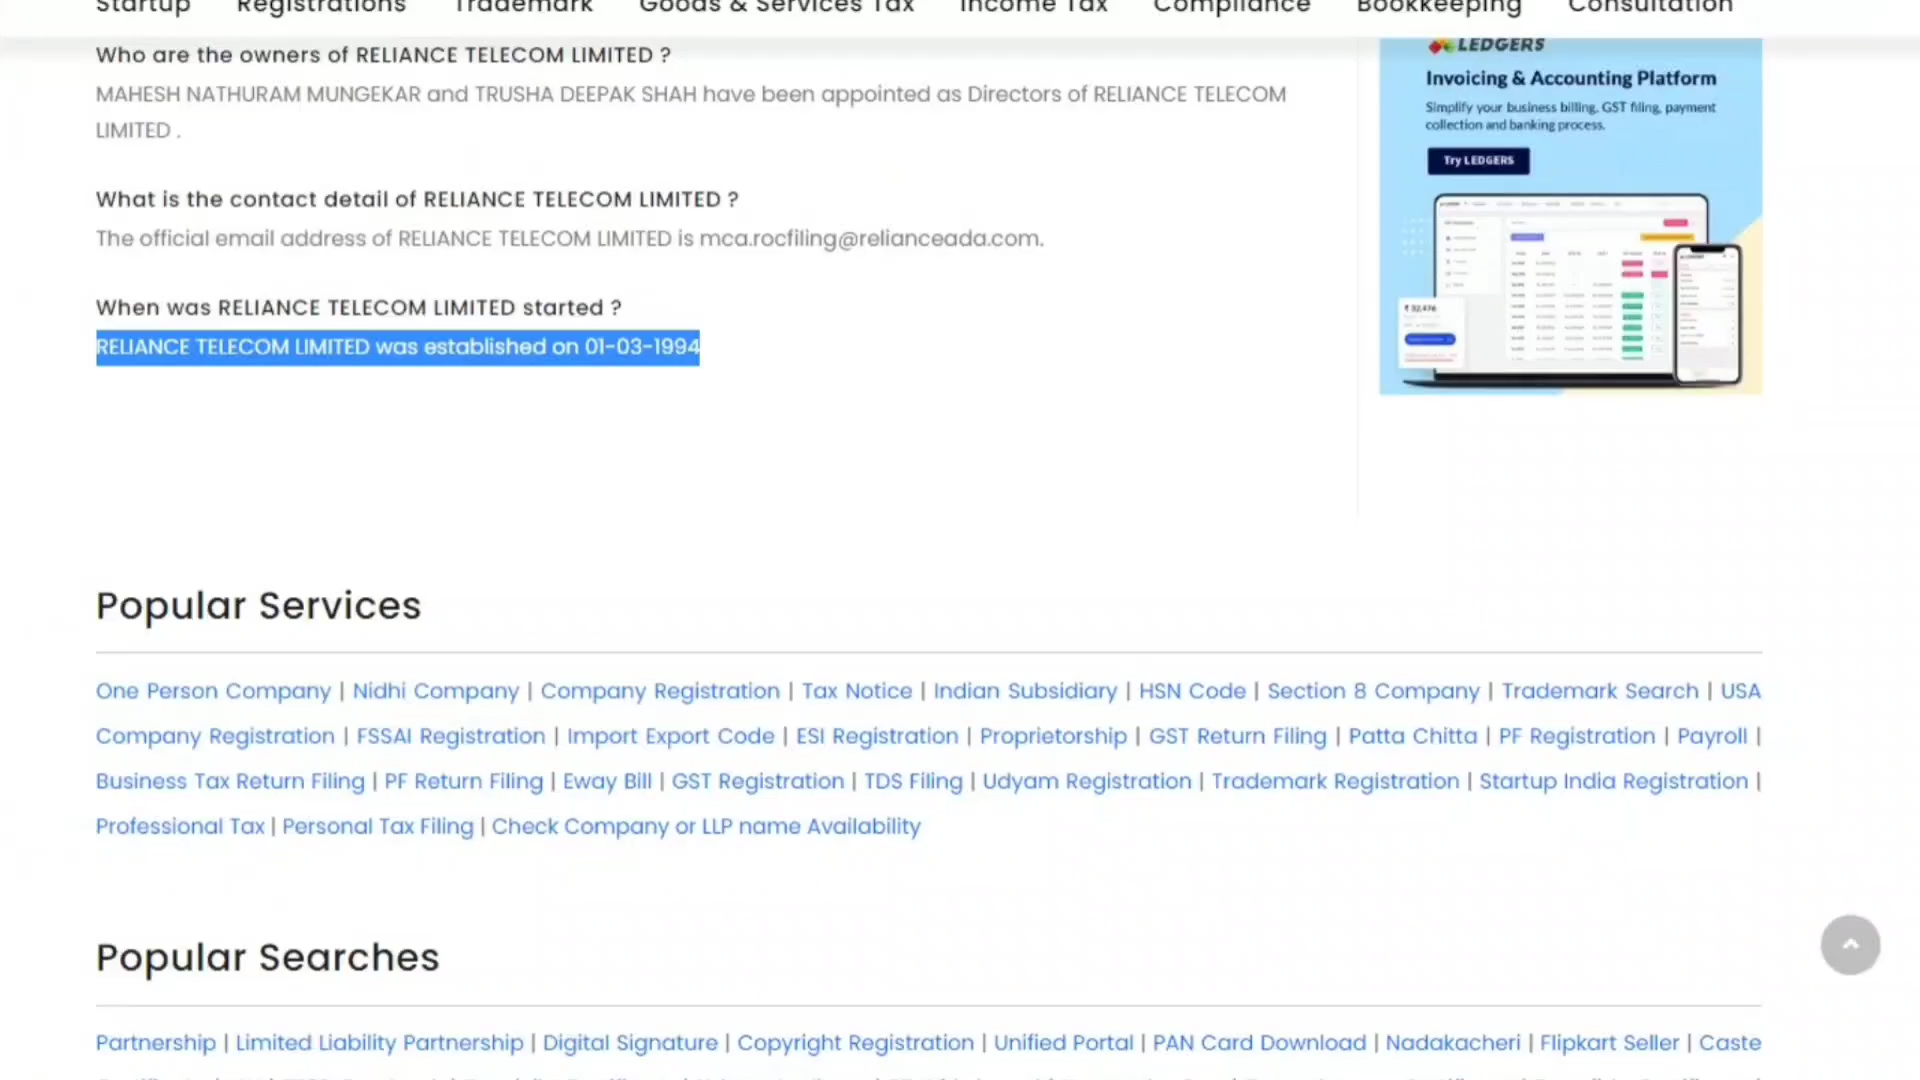 Startup Registrations Trademark Goods & Services Tax Income Tax Compliance Bookkeeping Consultation
Who are the owners of RELIANCE TELECOM LIMITED ?
MAHESH NATHURAM MUNGEKAR and TRUSHA DEEPAK SHAH have been appointed as Directors of RELIANCE TELECOM
LIMITED .
What is the contact detail of RELIANCE TELECOM LIMITED ?
The official email address of RELIANCE TELECOM LIMITED is mca.rocfiling@relianceada.com.
When was RELIANCE TELECOM LIMITED started ?
RELIANCE TELECOM LIMITED was established on 01-03-1994
LEDGERS
Invoicing & Accounting Platform
Simplify your business billing, GST filing, payment
collection and banking process.
Try LEDGERS
₹ 32,476
Popular Services
One Person Company | Nidhi Company | Company Registration | Tax Notice | Indian Subsidiary | HSN Code | Section 8 Company | Trademark Search | USA
Company Registration | FSSAI Registration | Import Export Code | ESI Registration | Proprietorship | GST Return Filing | Patta Chitta | PF Registration | Payroll |
Business Tax Return Filing | PF Return Filing | Eway Bill | GST Registration | TDS Filing | Udyam Registration | Trademark Registration | Startup India Registration |
Professional Tax | Personal Tax Filing | Check Company or LLP name Availability
Popular Searches
Partnership | Limited Liability Partnership | Digital Signature | Copyright Registration | Unified Portal | PAN Card Download | Nadakacheri | Flipkart Seller | Caste